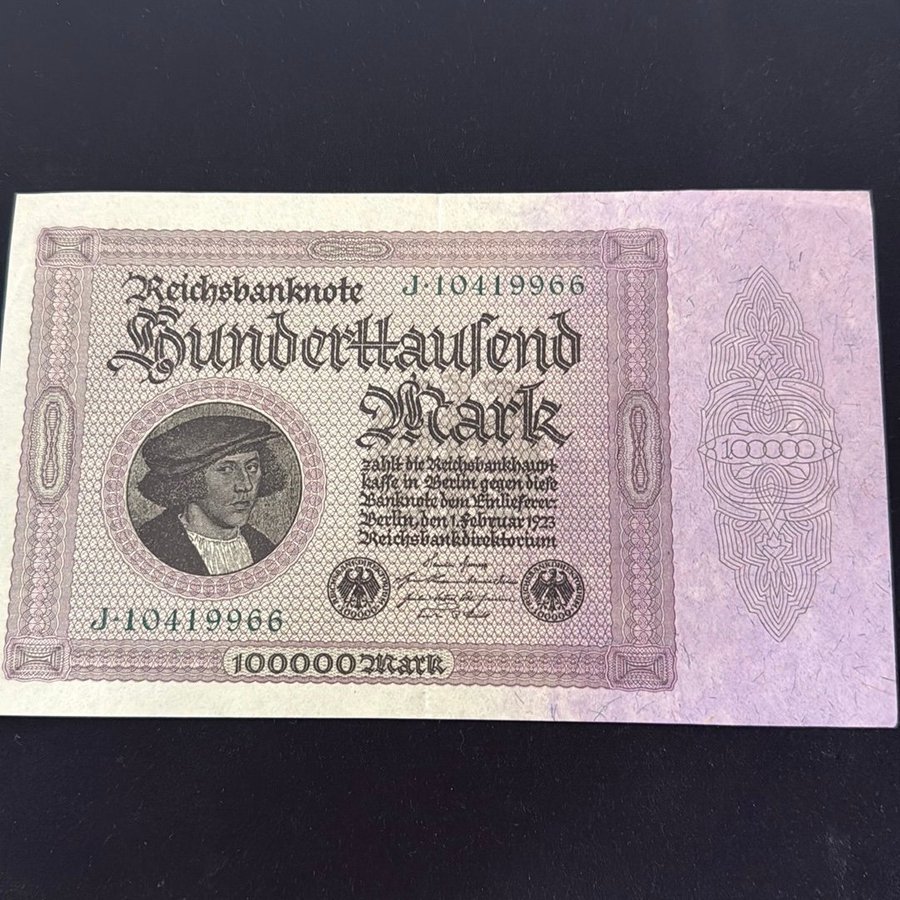 Reichsbanknote
J·10419966
Hunderttausend
Mark
zahlt die Reichsbankhaupt-
kasse in Berlin gegen diese
Banknote dem Einlieferer.
Berlin, den 1. Februar 1923
Reichsbankdirektorium
100000
J·10419966
100000 Mark